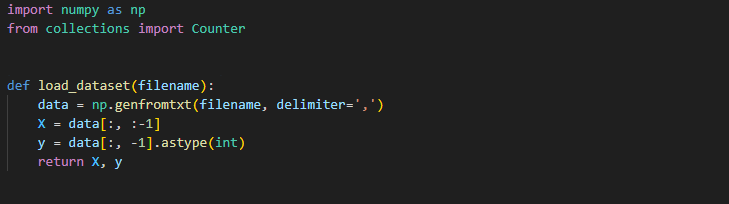 import numpy as np
from collections import Counter
def load_dataset(filename):
    data = np.genfromtxt(filename, delimiter=',')
    X = data[:, :-1]
    y = data[:, -1].astype(int)
    return X, y